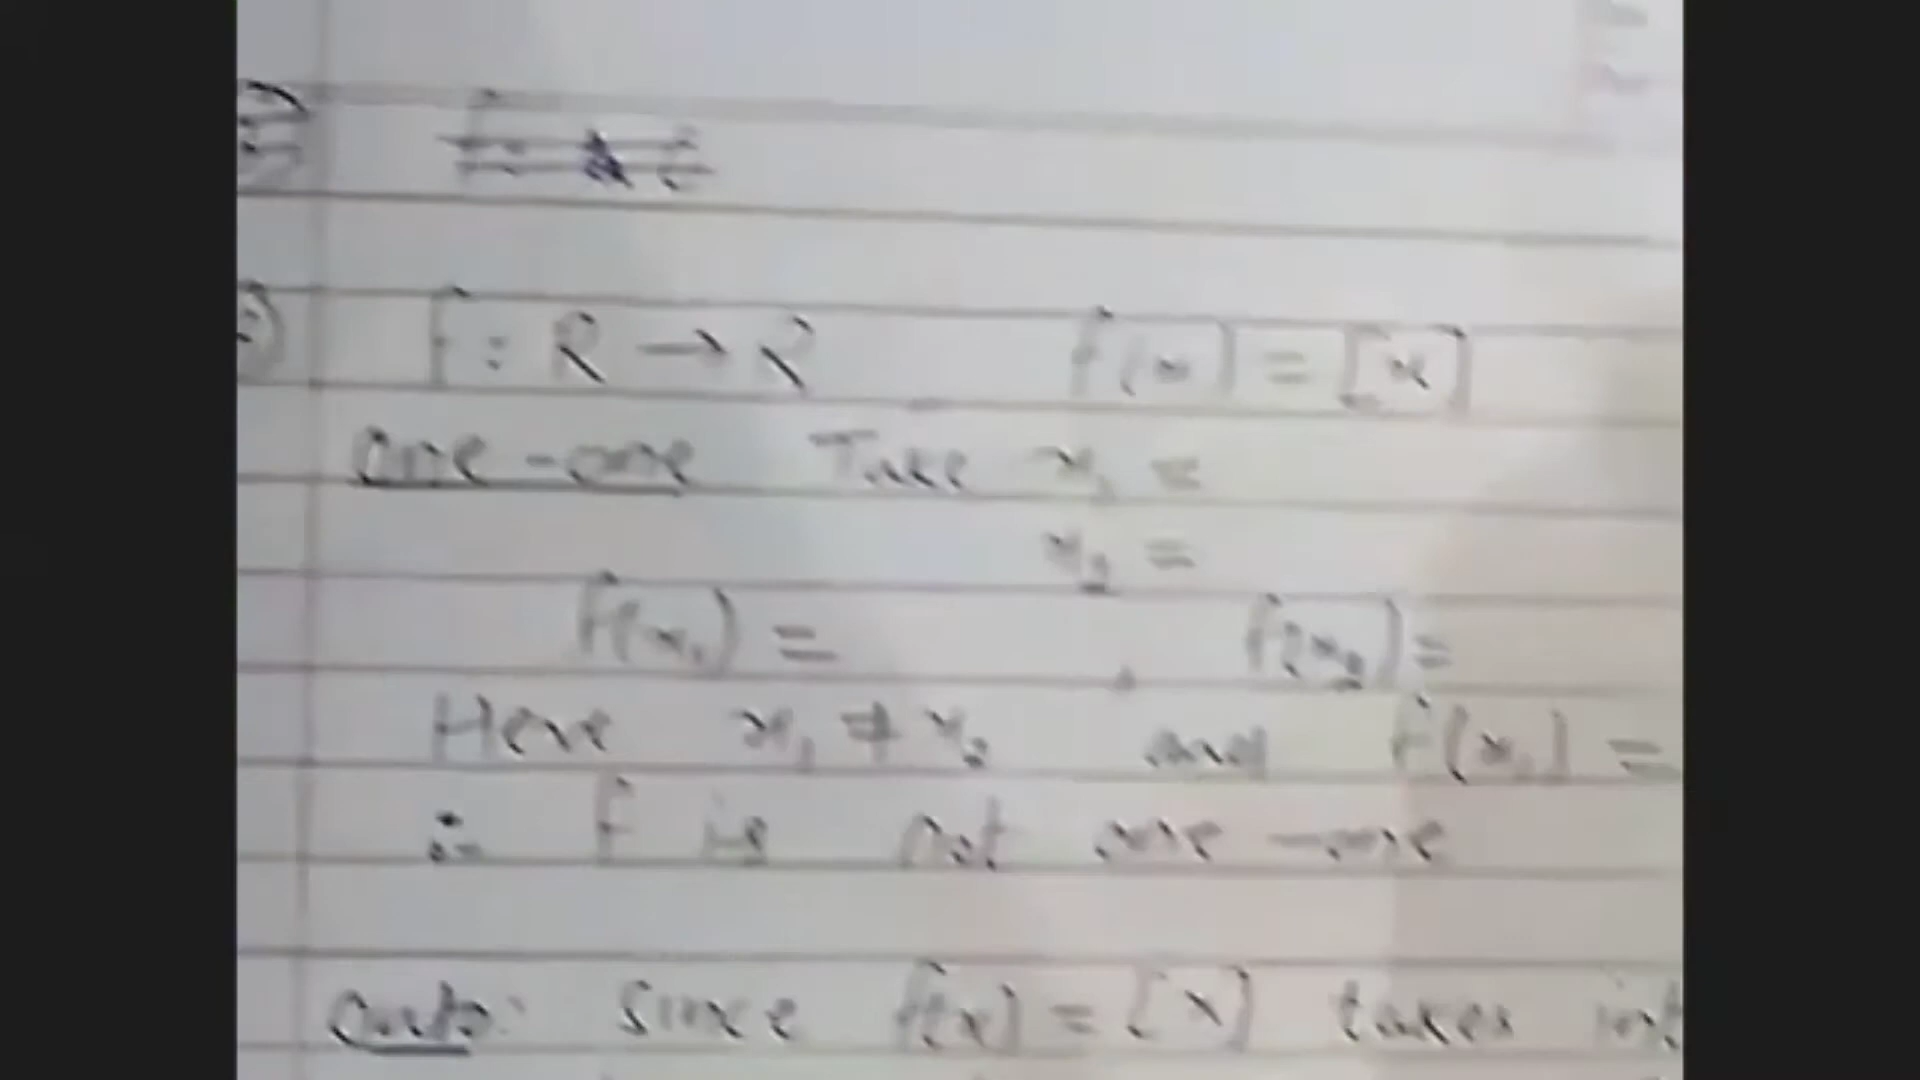 f : R → R f(x) = [x]
one-one Take x₁ =
x₂ =
f(x₁) = , f(x₂) =
Here x₁ ≠ x₂ and f(x₁) =
f is not one-one
onto: Since f(x) = [x] takes int